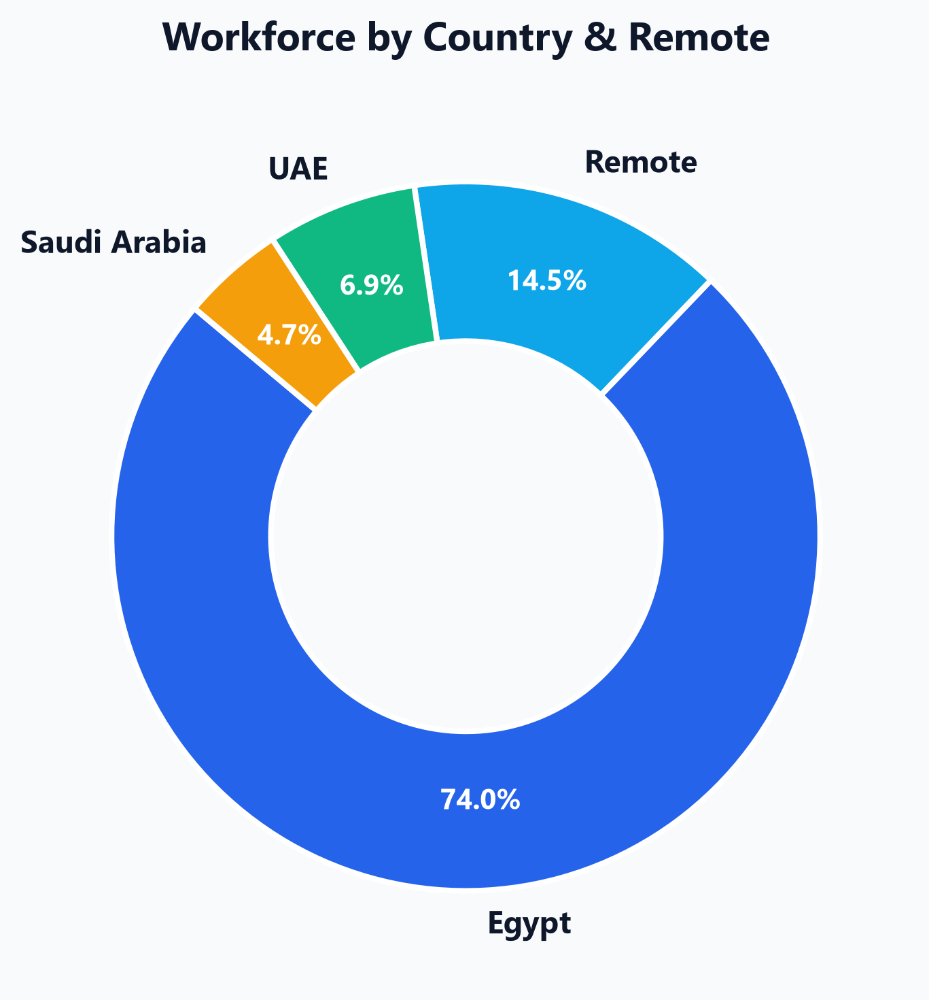 Workforce by Country & Remote
UAE
Remote
Saudi Arabia
14.5%
6.9%
4.7%
74.0%
Egypt